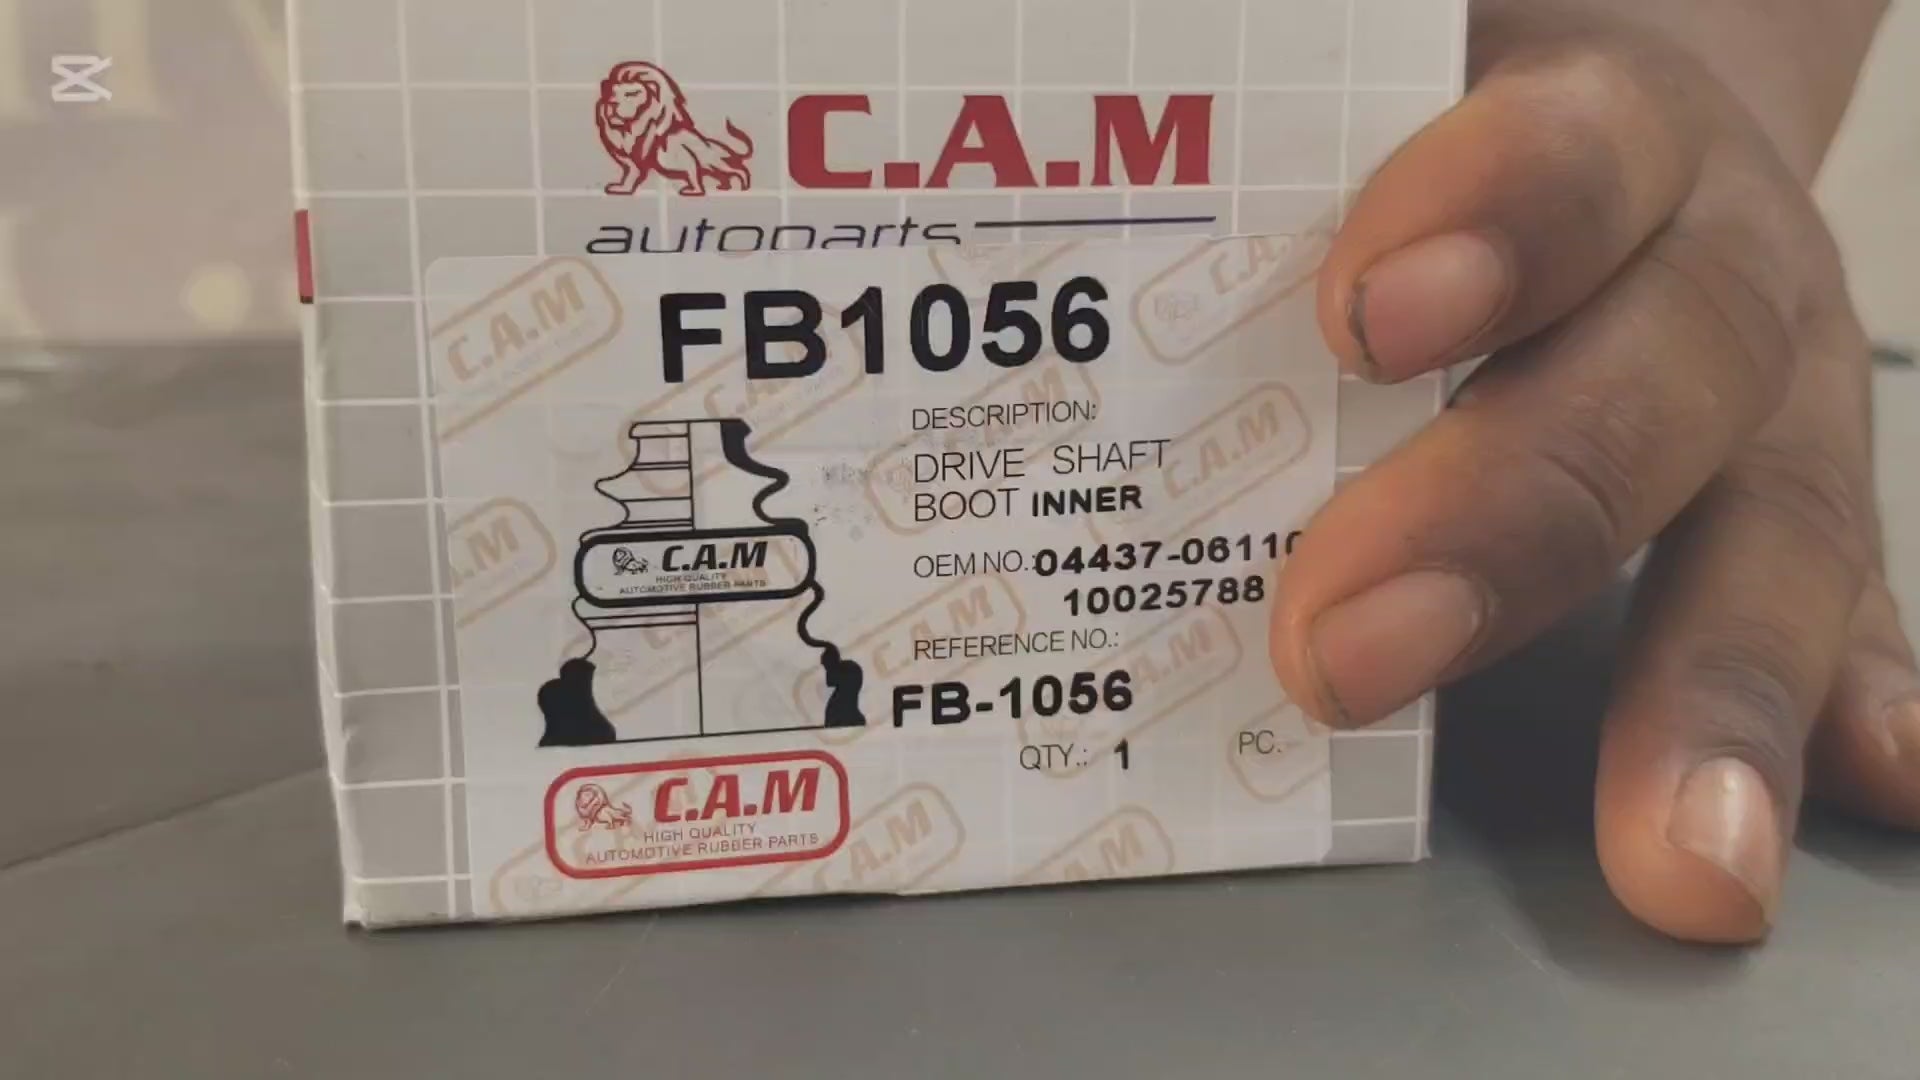 C.A.M
autoparts
FB1056
DESCRIPTION:
DRIVE SHAFT
BOOT INNER
OEM NO.:04437-06110
10025788
REFERENCE NO.:
FB-1056
QTY.: 1 PC.
C.A.M
HIGH QUALITY
AUTOMOTIVE RUBBER PARTS
C.A.M
HIGH QUALITY
AUTOMOTIVE RUBBER PARTS